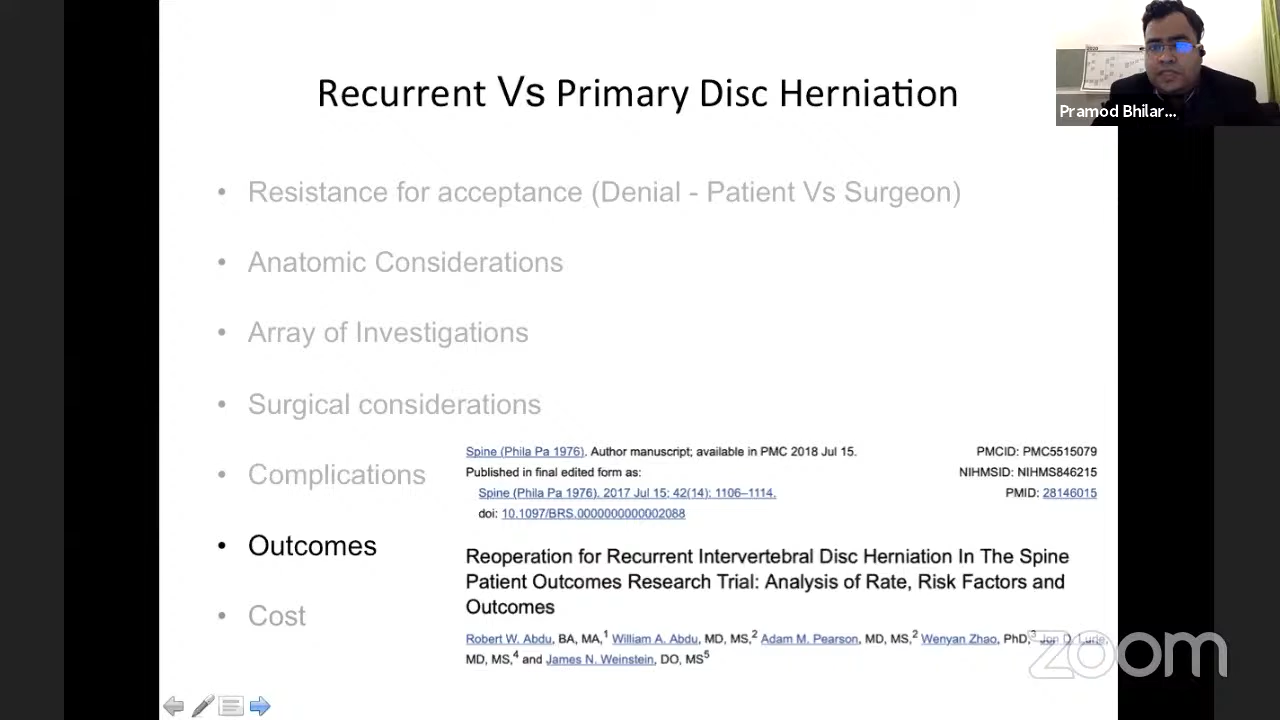 Recurrent Vs Primary Disc Herniation
Pramod Bhilar...
• Resistance for acceptance (Denial - Patient Vs Surgeon)
• Anatomic Considerations
• Array of Investigations
• Surgical considerations
• Complications
• Outcomes
• Cost
Spine (Phila Pa 1976). Author manuscript; available in PMC 2018 Jul 15.
Published in final edited form as:
Spine (Phila Pa 1976). 2017 Jul 15; 42(14): 1106–1114.
doi: 10.1097/BRS.0000000000002088
PMCID: PMC5515079
NIHMSID: NIHMS846215
PMID: 28146015
Reoperation for Recurrent Intervertebral Disc Herniation In The Spine
Patient Outcomes Research Trial: Analysis of Rate, Risk Factors and
Outcomes
Robert W. Abdu, BA, MA,1 William A. Abdu, MD, MS,2 Adam M. Pearson, MD, MS,2 Wenyan Zhao, PhD,3 Jon D. Lurie,
MD, MS,4 and James N. Weinstein, DO, MS5
zoom
2020